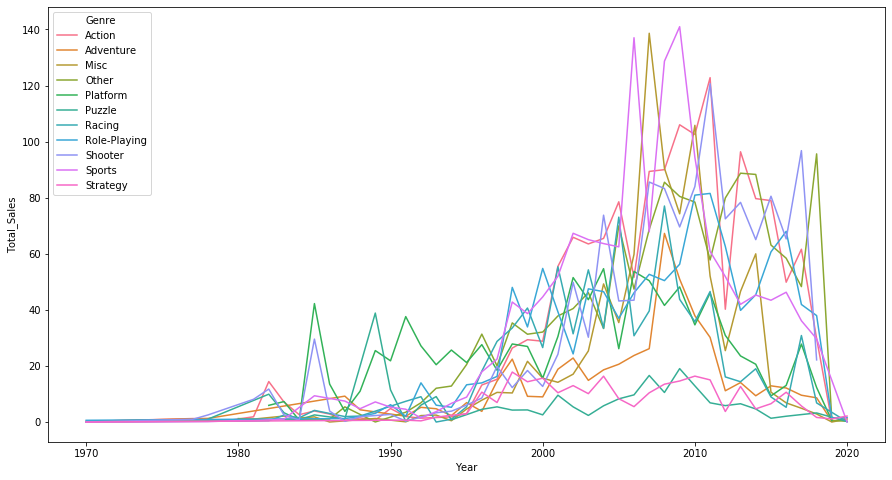 Genre
Action
Adventure
Misc
Other
Platform
Puzzle
Racing
Role-Playing
Shooter
Sports
Strategy
Total_Sales
140
120
100
80
60
40
20
0
1970 1980 1990 2000 2010 2020
Year